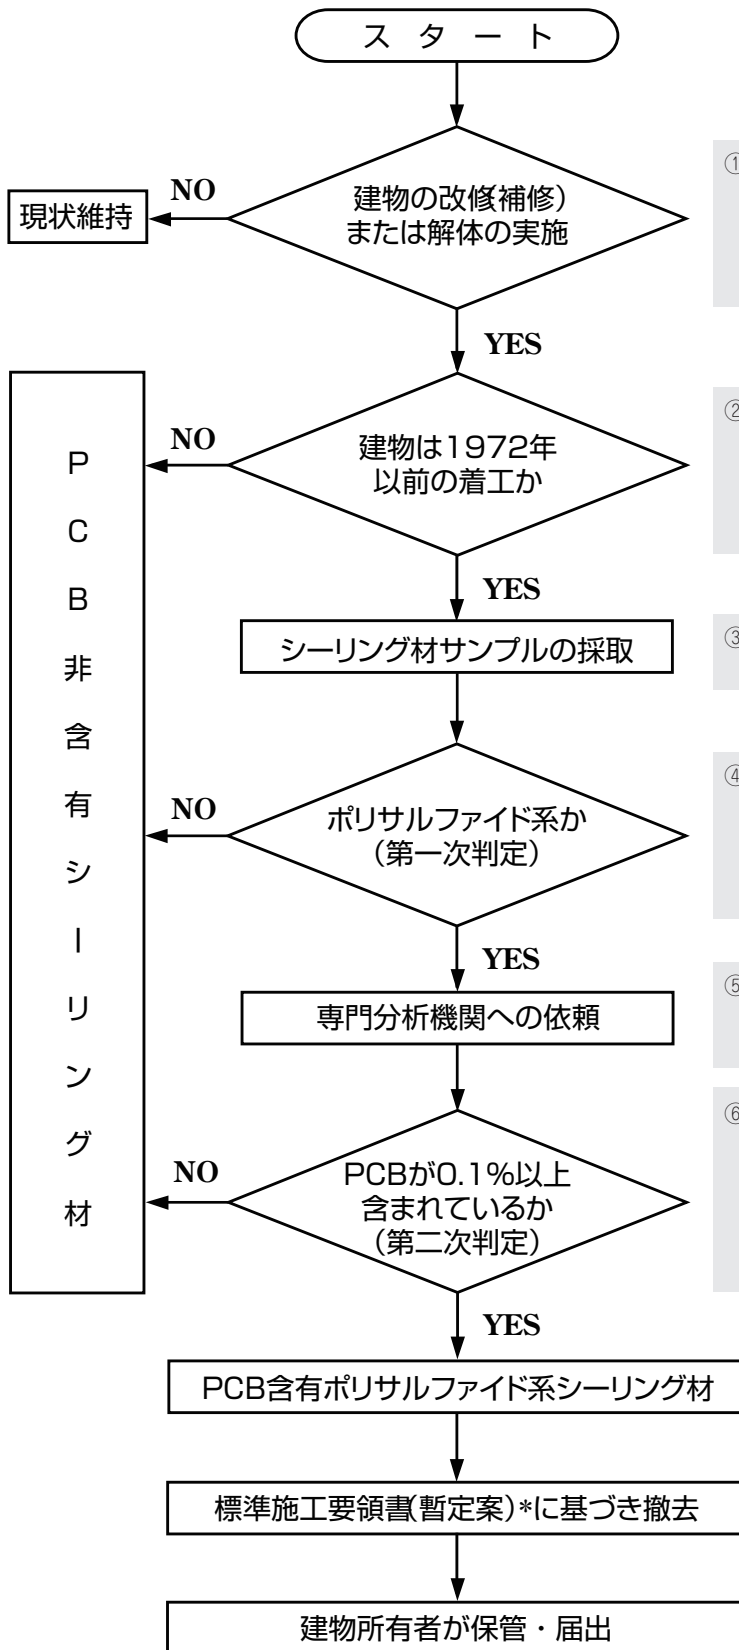 スタート
建物の改修(補修)
または解体の実施
①
NO
現状維持
YES
建物は1972年
以前の着工か
②
NO
PCB非含有シーリング材
YES
シーリング材サンプルの採取
③
ポリサルファイド系か
(第一次判定)
④
NO
YES
専門分析機関への依頼
⑤
PCBが0.1%以上
含まれているか
(第二次判定)
⑥
NO
YES
PCB含有ポリサルファイド系シーリング材
標準施工要領書(暫定案)*に基づき撤去
建物所有者が保管・届出